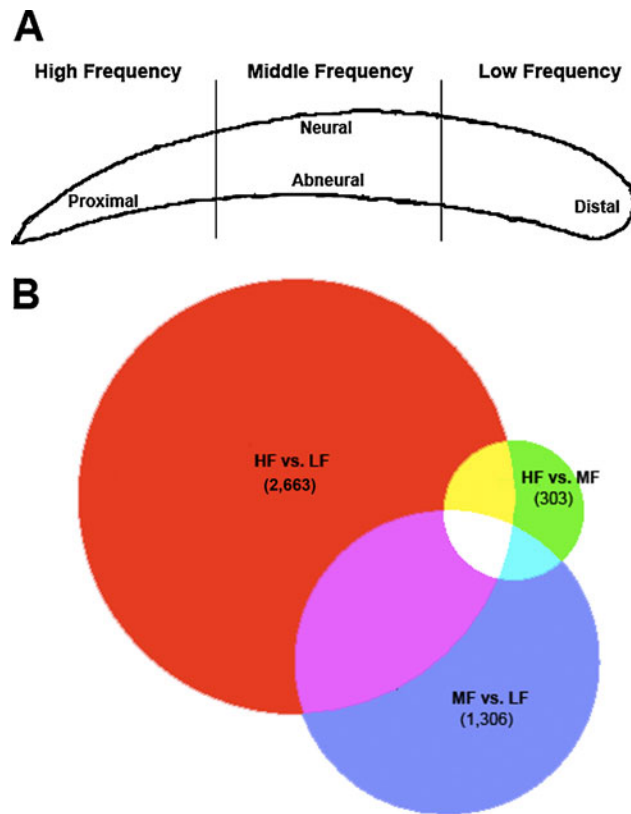 A
High Frequency Middle Frequency Low Frequency
Neural
Abneural
Proximal
Distal
B
HF vs. LF
(2,663)
HF vs. MF
(303)
MF vs. LF
(1,306)